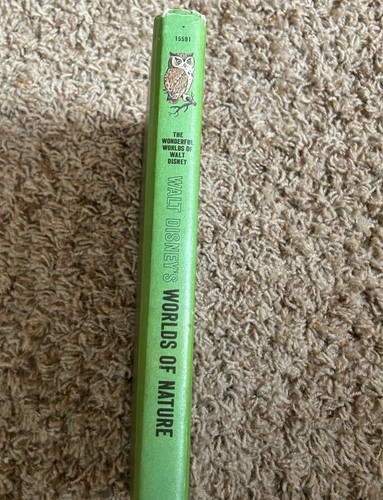 15591
THE
WONDERFUL
WORLDS OF
WALT
DISNEY
WALT DISNEY'S WORLDS OF NATURE